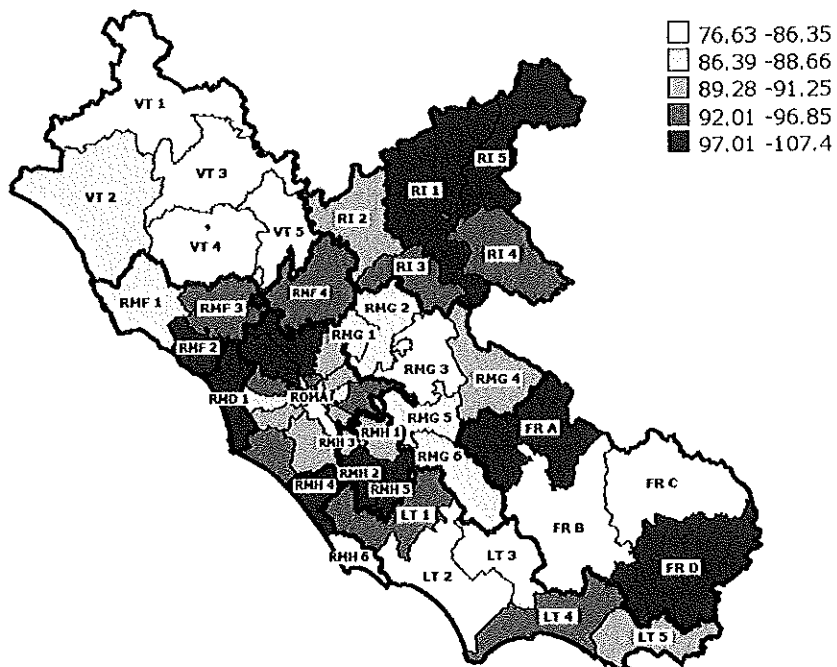 76.63 -86.35
86.39 -88.66
89.28 -91.25
92.01 -96.85
97.01 -107.4
VT 1
VT 2
VT 3
VT 4
VT 5
RI 1
RI 5
RI 2
RI 3
RI 4
RMF 1
RMF 3
RMF 4
RMF 2
RMG 2
RMG 1
RMG 3
RMG 4
RMD 1
ROMA
RMG 5
RMH 3
RMH 1
RMG 6
RMH 2
RMH 4
RMH 5
FR A
FR C
FR B
FR D
LT 1
RMH 6
LT 2
LT 3
LT 4
LT 5